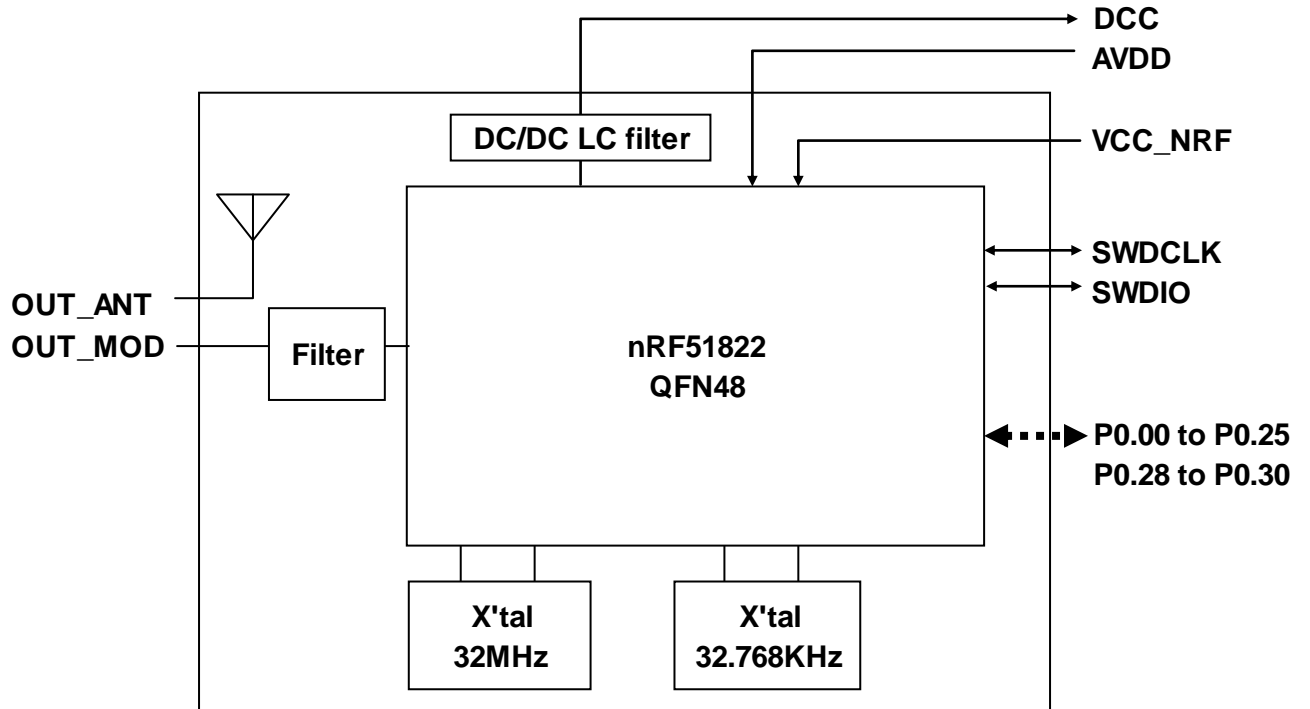 DCC
AVDD
DC/DC LC filter
VCC_NRF
SWDCLK
SWDIO
OUT_ANT
OUT_MOD
Filter
nRF51822
QFN48
P0.00 to P0.25
P0.28 to P0.30
X'tal
32MHz
X'tal
32.768KHz